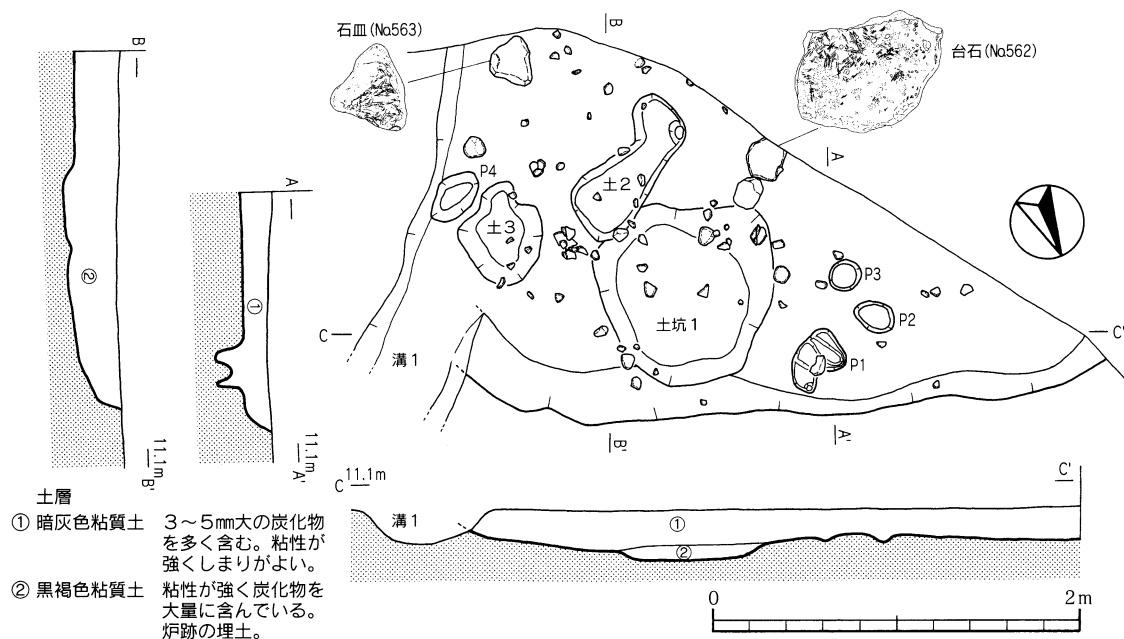 石皿(No.563)
台石(No.562)
B
B
A
A
P4
土2
土3
②
①
P3
P2
P1
土坑1
C
C'
溝1
B'
A'
11.1m
B'
11.1m
A'
土層
① 暗灰色粘質土 3～5mm大の炭化物
を多く含む。粘性が
強くしまりがよい。
② 黒褐色粘質土 粘性が強く炭化物を
大量に含んでいる。
炉跡の埋土。
C 11.1m
C'
溝1
①
②
0
2m